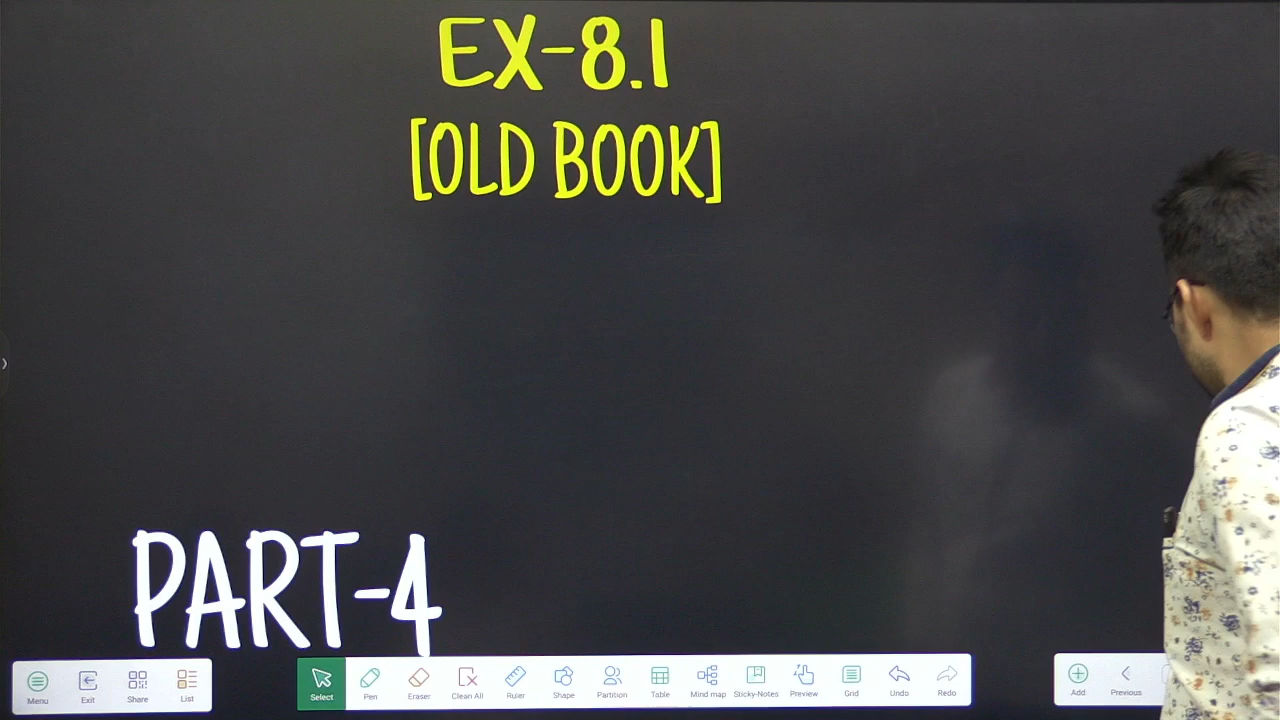 EX-8.1
[OLD BOOK]
PART-4
Menu
Exit
Share
List
Select
Pen
Eraser
Clean All
Ruler
Shape
Partition
Table
Mind map
Sticky-Notes
Preview
Grid
Undo
Redo
Add
Previous